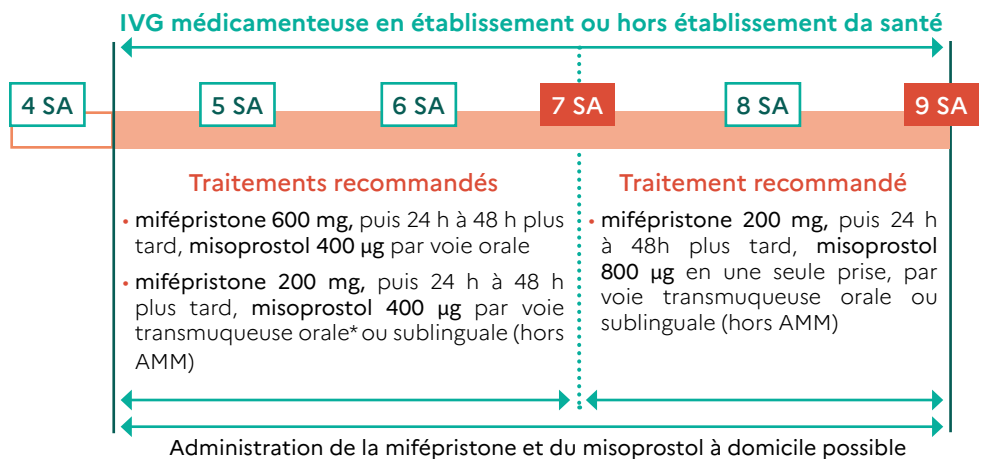 IVG médicamenteuse en établissement ou hors établissement da santé
4 SA
5 SA
6 SA
7 SA
8 SA
9 SA
Traitements recommandés
• mifépristone 600 mg, puis 24 h à 48 h plus
tard, misoprostol 400 µg par voie orale
• mifépristone 200 mg, puis 24 h à 48 h
plus tard, misoprostol 400 µg par voie
transmuqueuse orale* ou sublinguale (hors
AMM)
Traitement recommandé
• mifépristone 200 mg, puis 24 h
à 48h plus tard, misoprostol
800 µg en une seule prise, par
voie transmuqueuse orale ou
sublinguale (hors AMM)
Administration de la mifépristone et du misoprostol à domicile possible